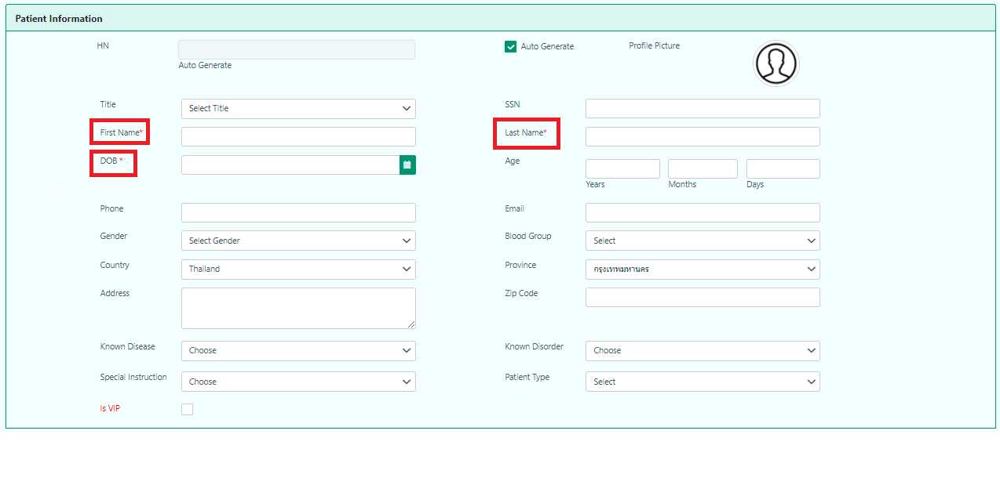 Patient Information
HN
Auto Generate
Profile Picture
Auto Generate
Title
Select Title
SSN
First Name*
Last Name*
DOB *
Age
Years
Months
Days
Phone
Email
Gender
Select Gender
Blood Group
Select
Country
Thailand
Province
กรุงเทพมหานคร
Address
Zip Code
Known Disease
Choose
Known Disorder
Choose
Special Instruction
Choose
Patient Type
Select
Is VIP